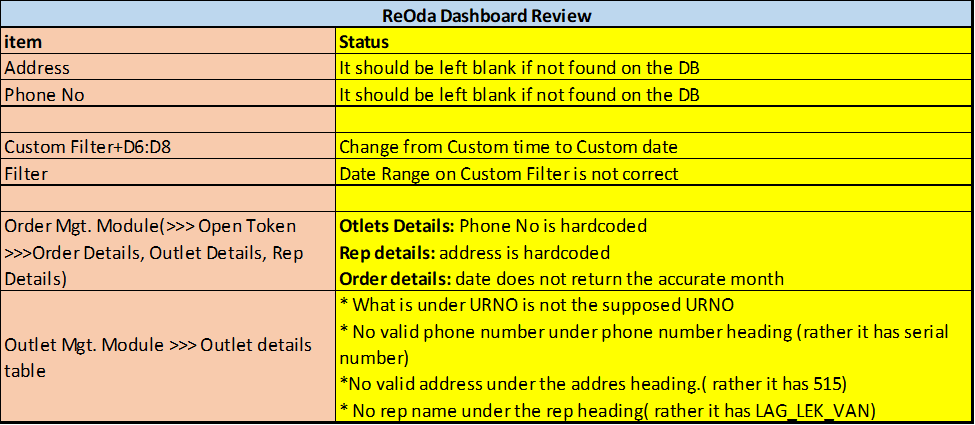 ReOda Dashboard Review
item Status
Address It should be left blank if not found on the DB
Phone No It should be left blank if not found on the DB
Custom Filter+D6:D8 Change from Custom time to Custom date
Filter Date Range on Custom Filter is not correct
Order Mgt. Module(>>> Open Token
>>>Order Details, Outlet Details, Rep
Details)
Otlets Details: Phone No is hardcoded
Rep details: address is hardcoded
Order details: date does not return the accurate month
Outlet Mgt. Module >>> Outlet details
table
* What is under URNO is not the supposed URNO
* No valid phone number under phone number heading (rather it has serial
number)
*No valid address under the addres heading.( rather it has 515)
* No rep name under the rep heading( rather it has LAG_LEK_VAN)